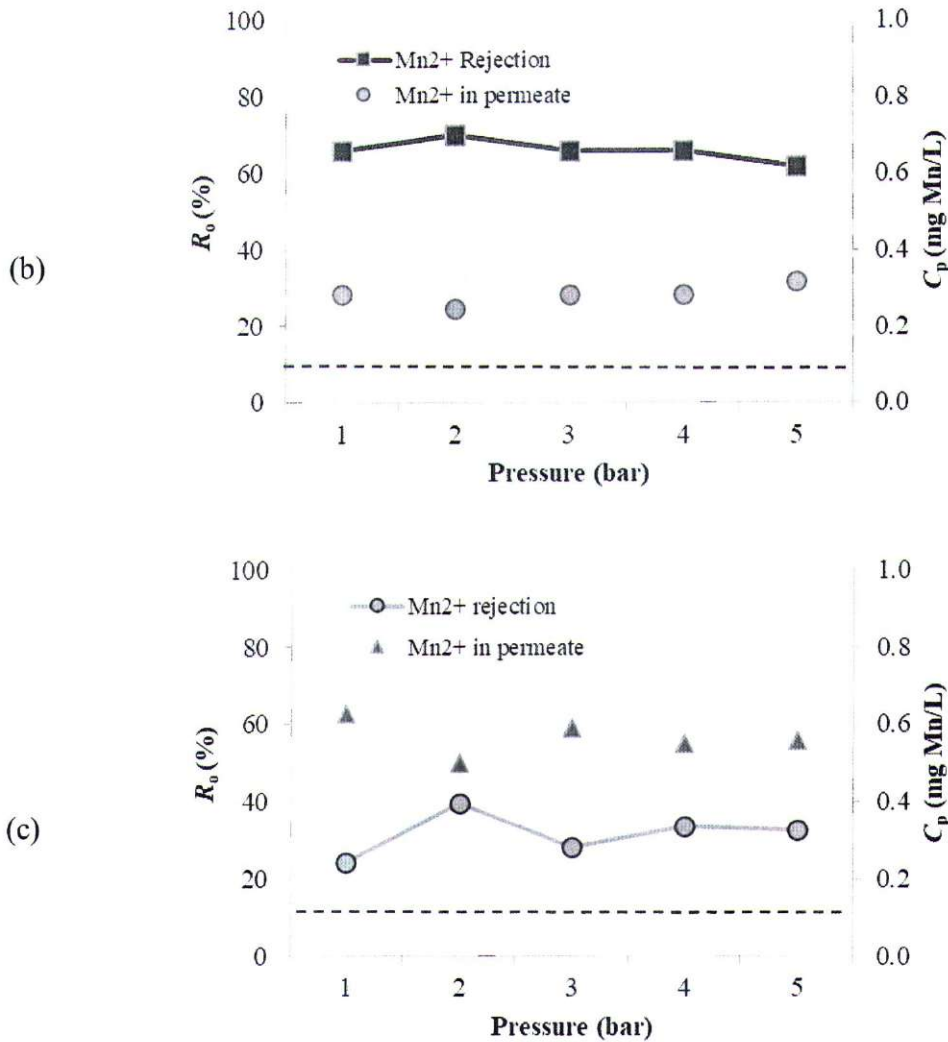 (b)
R₀ (%)
100
80
60
40
20
0
Mn2+ Rejection
Mn2+ in permeate
1.0
0.8
0.6
0.4
0.2
0.0
Cₚ (mg Mn/L)
1 2 3 4 5
Pressure (bar)
(c)
R₀ (%)
100
80
60
40
20
0
Mn2+ rejection
Mn2+ in permeate
1.0
0.8
0.6
0.4
0.2
0.0
Cₚ (mg Mn/L)
1 2 3 4 5
Pressure (bar)